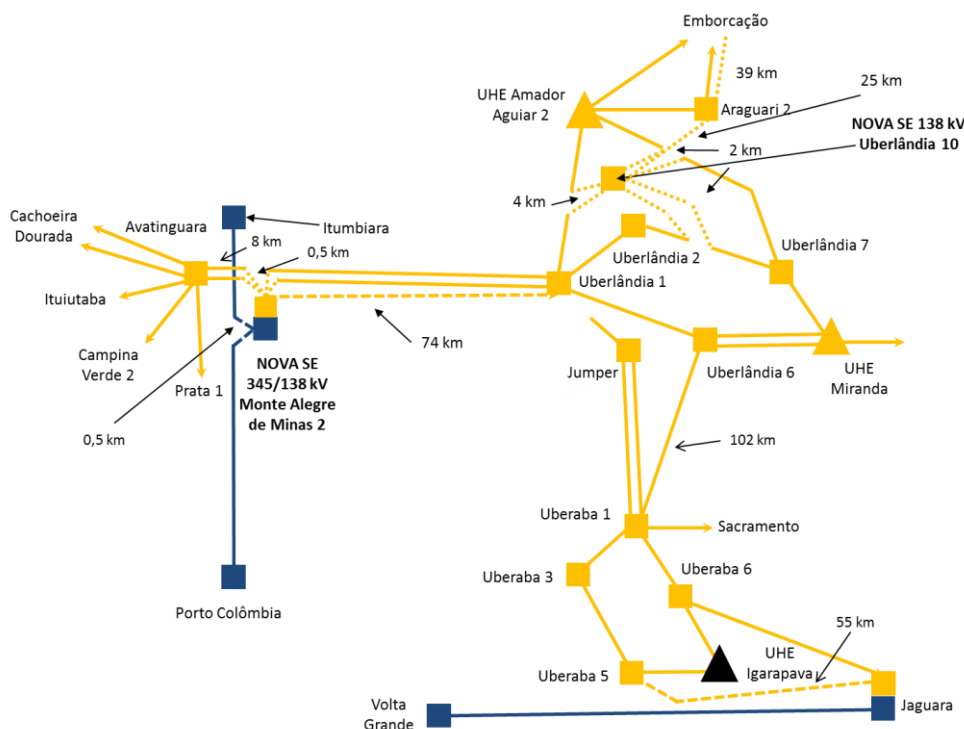 Emborcação
39 km
25 km
UHE Amador
Aguiar 2
Araguari 2
NOVA SE 138 kV
Uberlândia 10
2 km
4 km
Cachoeira
Dourada
Avatinguara
Itumbiara
8 km
0,5 km
Uberlândia 2
Uberlândia 7
Ituiutaba
Uberlândia 1
74 km
Campina
Verde 2
Prata 1
NOVA SE
345/138 kV
Monte Alegre
de Minas 2
Jumper
Uberlândia 6
UHE
Miranda
0,5 km
102 km
Uberaba 1
Sacramento
Uberaba 3
Uberaba 6
Porto Colômbia
55 km
UHE
Igarapava
Uberaba 5
Volta
Grande
Jaguara